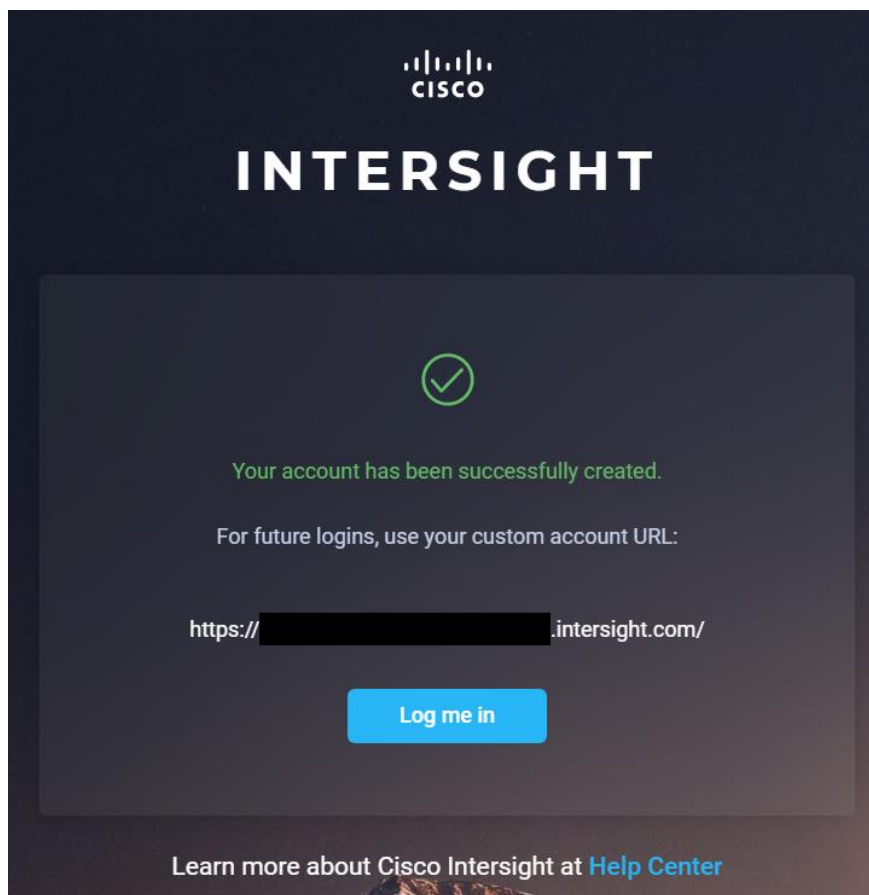 CISCO
INTERSIGHT
Your account has been successfully created.
For future logins, use your custom account URL:
https:// .intersight.com/
Log me in
Learn more about Cisco Intersight at Help Center